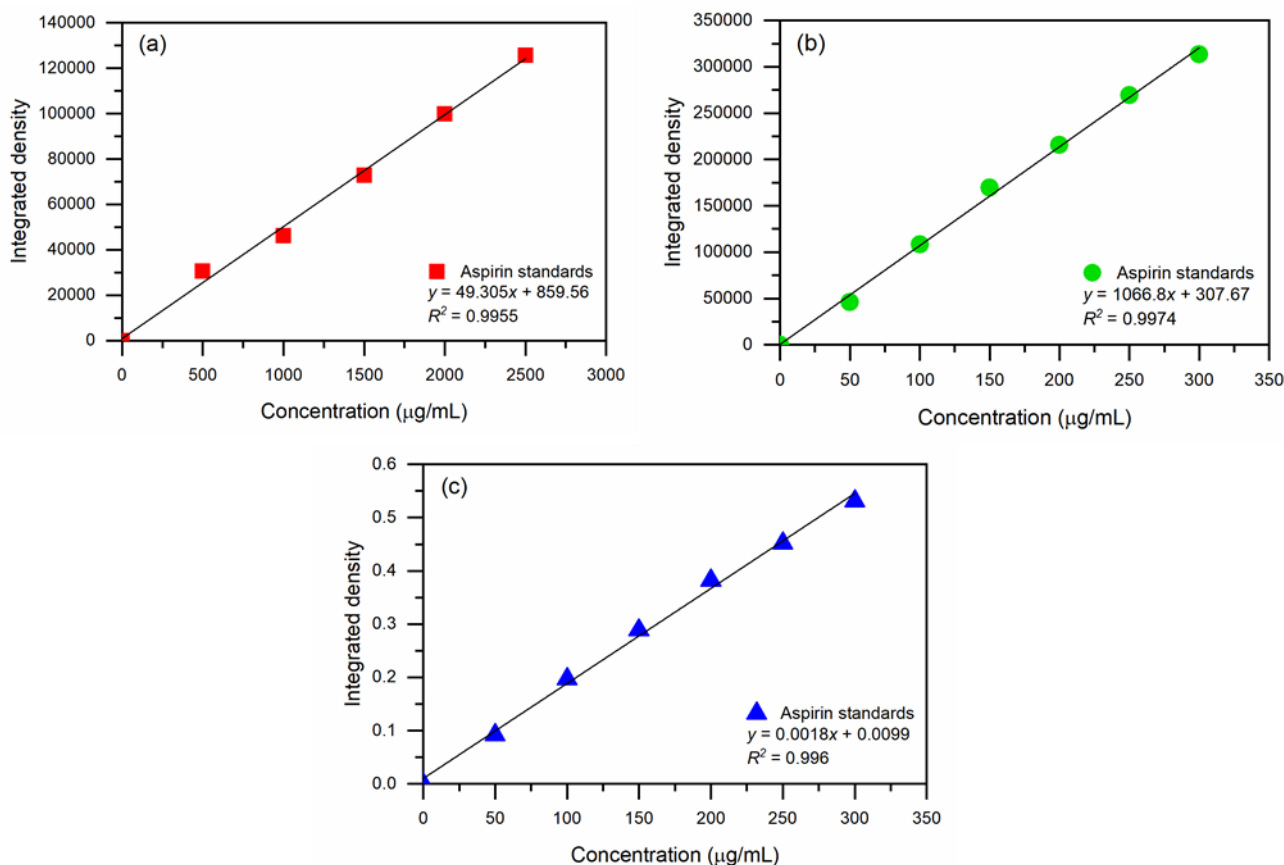 (a)
140000
120000
100000
80000
60000
40000
20000
0
Integrated density
Aspirin standards
y = 49.305x + 859.56
R² = 0.9955
0 500 1000 1500 2000 2500 3000
Concentration (μg/mL)
(b)
350000
300000
250000
200000
150000
100000
50000
0
Integrated density
Aspirin standards
y = 1066.8x + 307.67
R² = 0.9974
0 50 100 150 200 250 300 350
Concentration (μg/mL)
(c)
0.6
0.5
0.4
0.3
0.2
0.1
0.0
Integrated density
Aspirin standards
y = 0.0018x + 0.0099
R² = 0.996
0 50 100 150 200 250 300 350
Concentration (μg/mL)